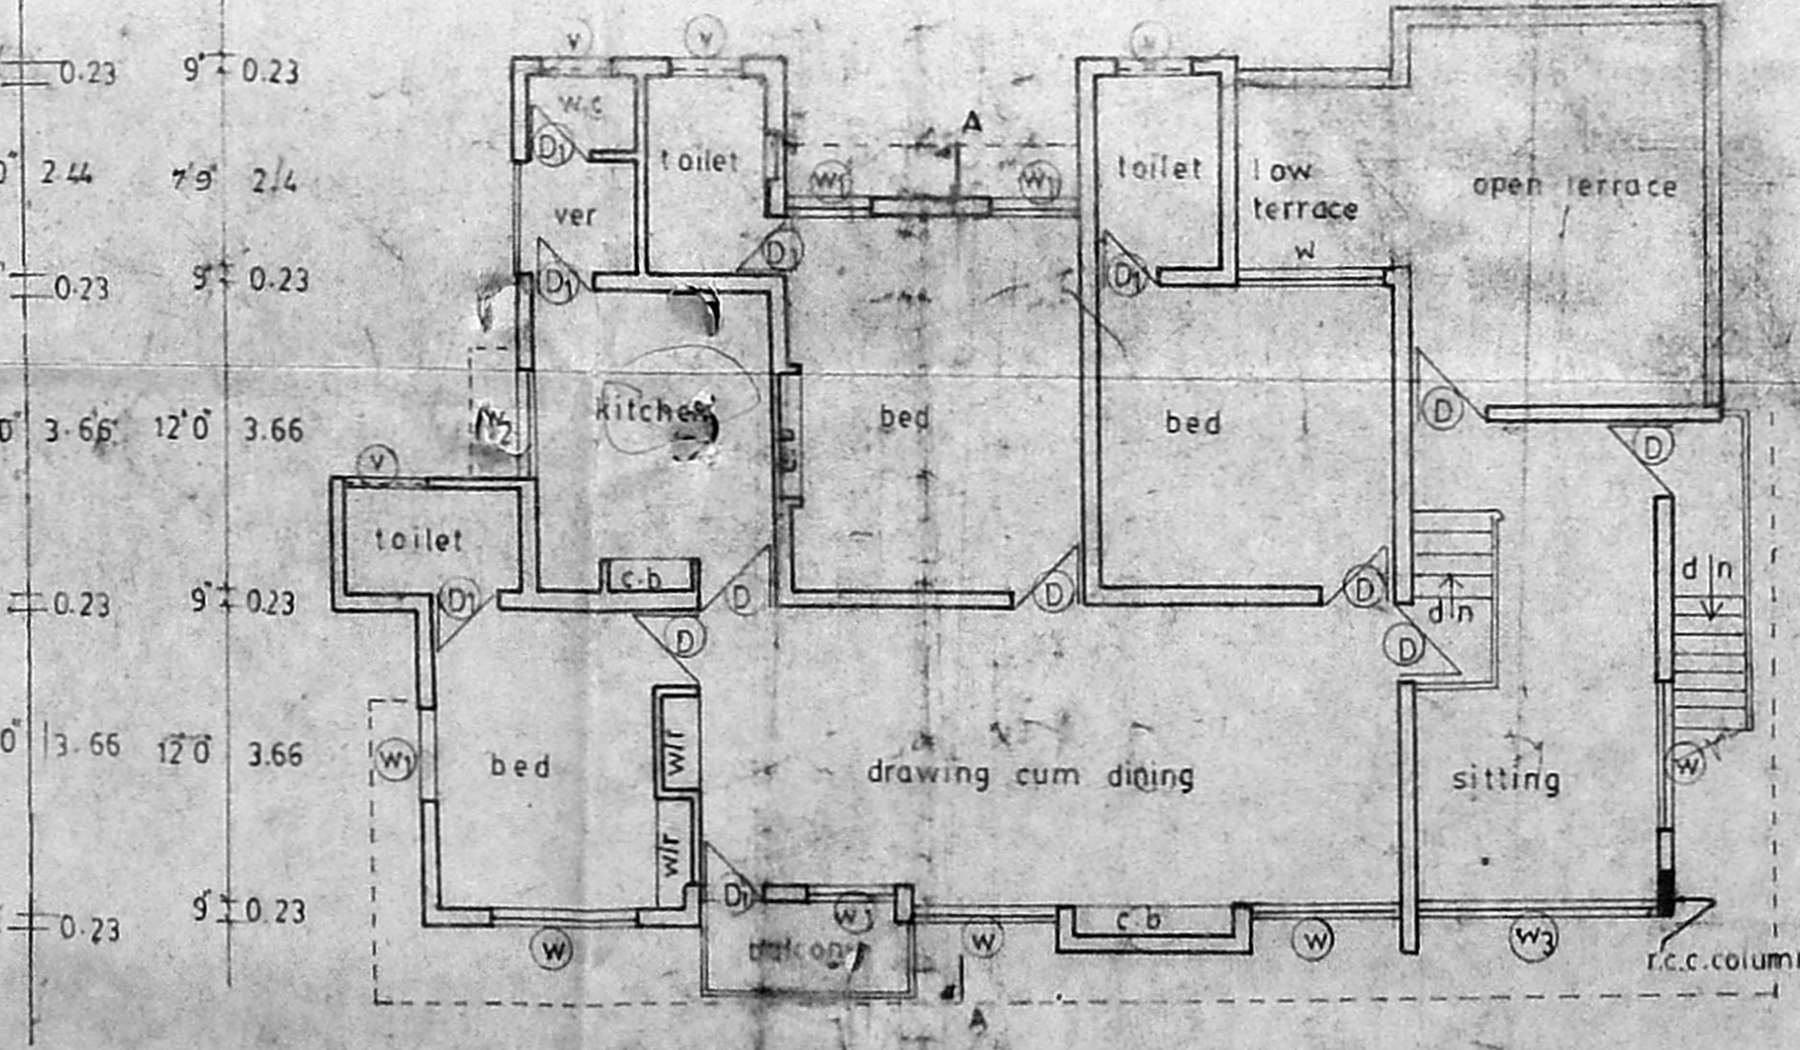 v
v
v
0.23
9"
0.23
w.c
D1
A
toilet
W1
W1
toilet
low
terrace
open terrace
2.44
7'9"
2.14
ver
D1
w
0.23
9"
0.23
D1
D1
kitchen
bed
bed
D
D
3.66
12'0"
3.66
W2
c.b
v
toilet
c.b
D
D
D
D1
0.23
9"
0.23
D
D
d n
d n
w/r
W1
bed
drawing cum dining
sitting
W
3.66
12'0"
3.66
w/r
D1
0.23
9"
0.23
W
balcony
W
c.b
W
W3
r.c.c.column
A